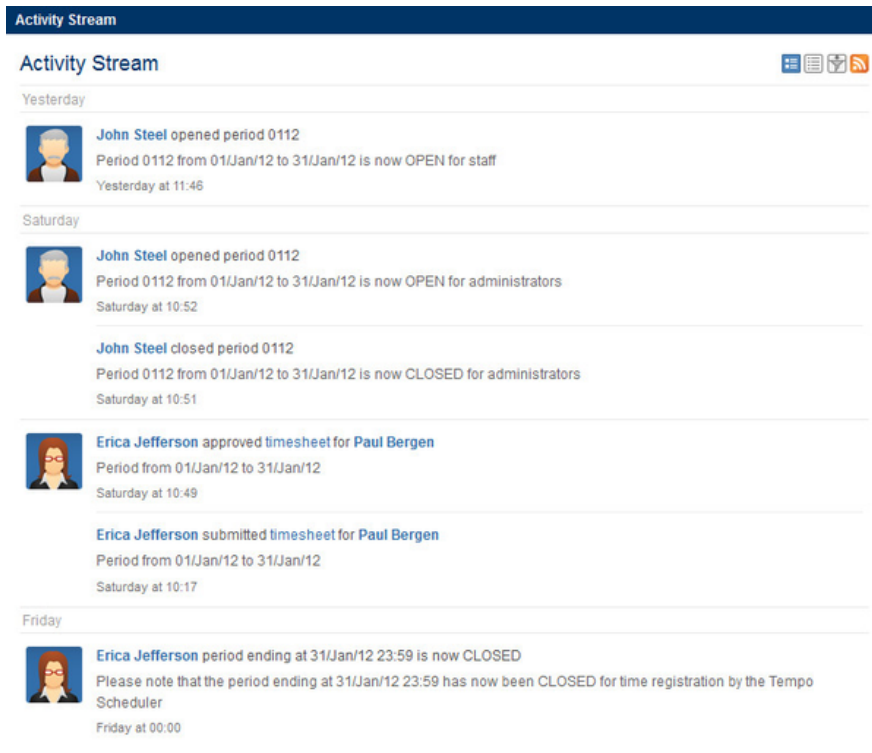 Activity Stream
Activity Stream
Yesterday
John Steel opened period 0112
Period 0112 from 01/Jan/12 to 31/Jan/12 is now OPEN for staff
Yesterday at 11:46
Saturday
John Steel opened period 0112
Period 0112 from 01/Jan/12 to 31/Jan/12 is now OPEN for administrators
Saturday at 10:52
John Steel closed period 0112
Period 0112 from 01/Jan/12 to 31/Jan/12 is now CLOSED for administrators
Saturday at 10:51
Erica Jefferson approved timesheet for Paul Bergen
Period from 01/Jan/12 to 31/Jan/12
Saturday at 10:49
Erica Jefferson submitted timesheet for Paul Bergen
Period from 01/Jan/12 to 31/Jan/12
Saturday at 10:17
Friday
Erica Jefferson period ending at 31/Jan/12 23:59 is now CLOSED
Please note that the period ending at 31/Jan/12 23:59 has now been CLOSED for time registration by the Tempo
Scheduler
Friday at 00:00